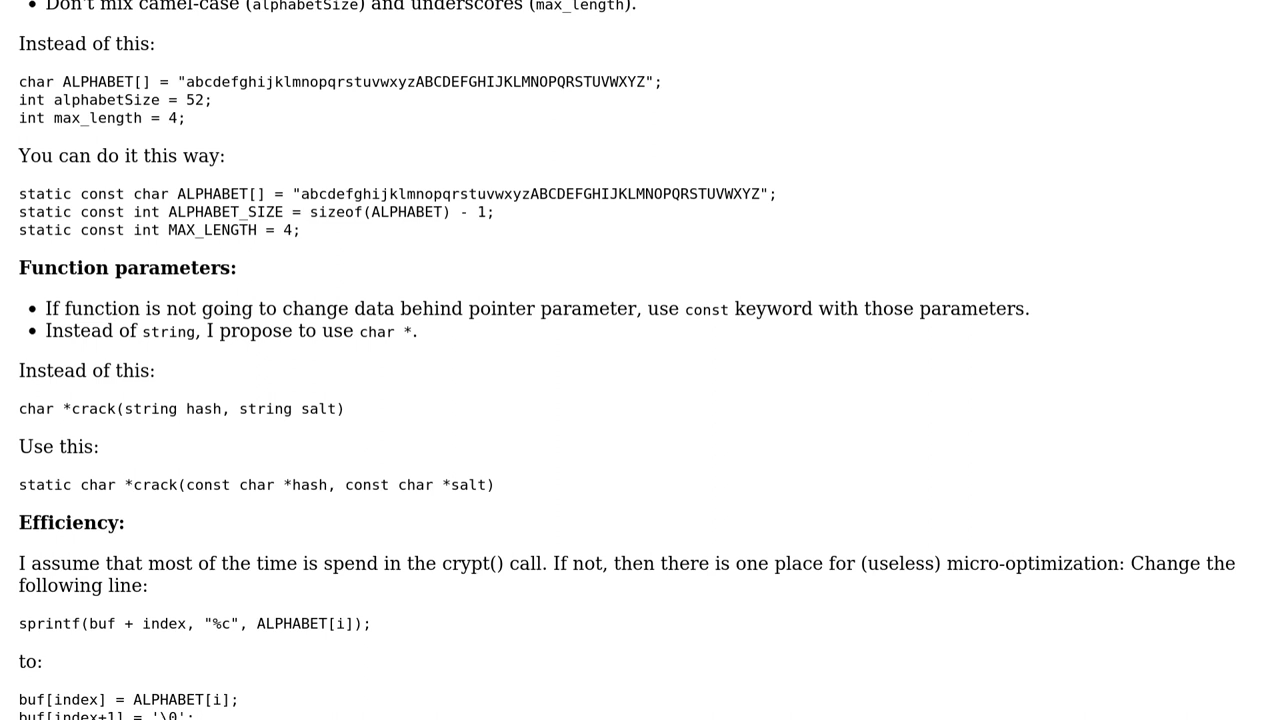 • Don't mix camel-case (alphabetSize) and underscores (max_length).
Instead of this:
char ALPHABET[] = "abcdefghijklmnopqrstuvwxyzABCDEFGHIJKLMNOPQRSTUVWXYZ";
int alphabetSize = 52;
int max_length = 4;
You can do it this way:
static const char ALPHABET[] = "abcdefghijklmnopqrstuvwxyzABCDEFGHIJKLMNOPQRSTUVWXYZ";
static const int ALPHABET_SIZE = sizeof(ALPHABET) - 1;
static const int MAX_LENGTH = 4;
Function parameters:
• If function is not going to change data behind pointer parameter, use const keyword with those parameters.
• Instead of string, I propose to use char *.
Instead of this:
char *crack(string hash, string salt)
Use this:
static char *crack(const char *hash, const char *salt)
Efficiency:
I assume that most of the time is spend in the crypt() call. If not, then there is one place for (useless) micro-optimization: Change the
following line:
sprintf(buf + index, "%c", ALPHABET[i]);
to:
buf[index] = ALPHABET[i];
buf[index+1] = '\0';